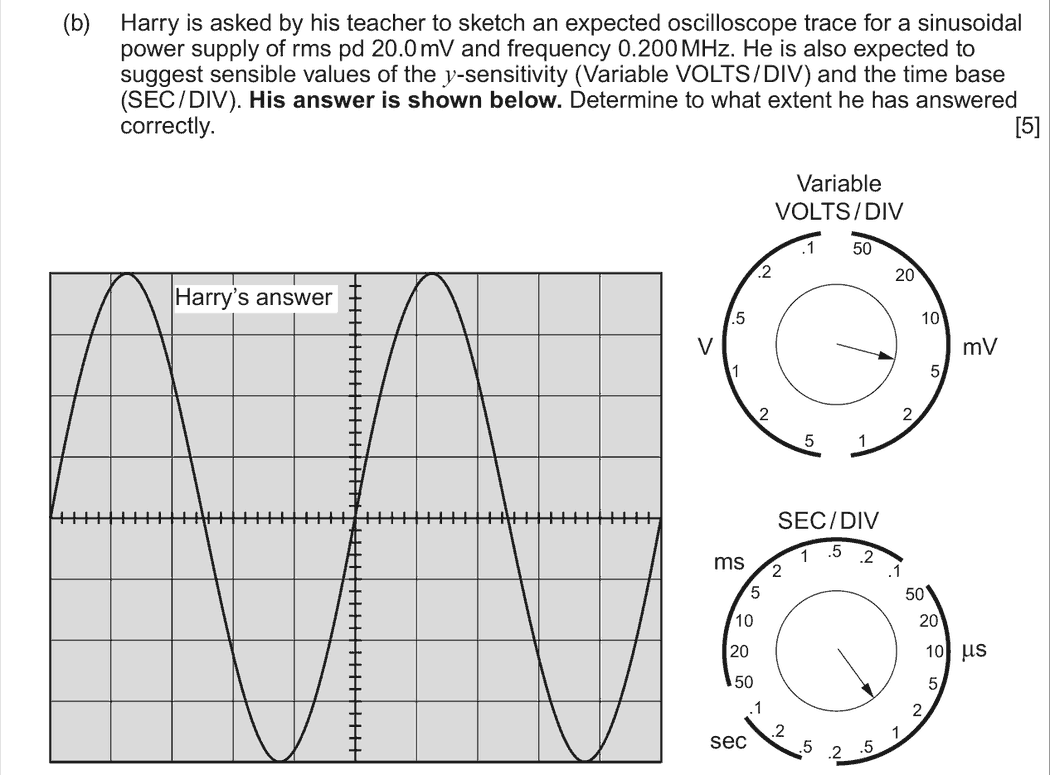 (b) Harry is asked by his teacher to sketch an expected oscilloscope trace for a sinusoidal
power supply of rms pd 20.0 mV and frequency 0.200 MHz. He is also expected to
suggest sensible values of the y-sensitivity (Variable VOLTS/DIV) and the time base
(SEC/DIV). His answer is shown below. Determine to what extent he has answered
correctly. [5]
Variable
VOLTS/DIV
.1 50
.2 20
.5 10
V mV
1 5
2 2
5 1
Harry's answer
SEC/DIV
ms 2 1 .5 .2 .1
5 50
10 20
20 10 µs
50 5
.1 2
sec .2 .5 .2 .5 1